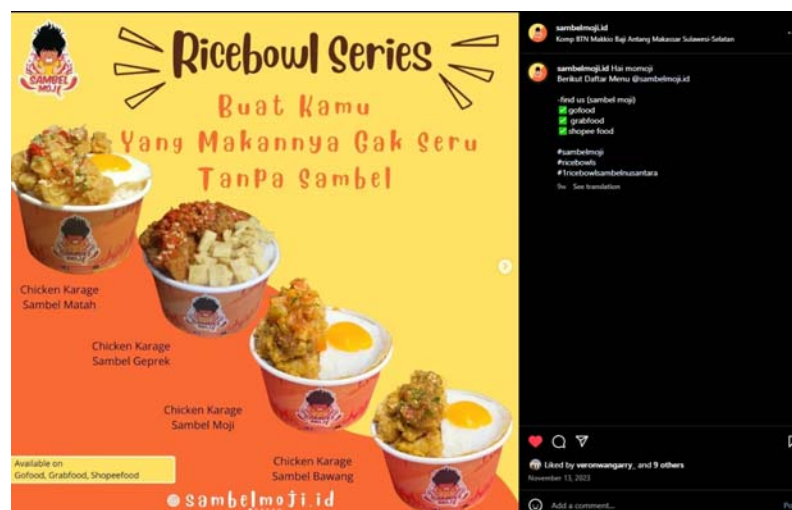 SAMBEL
MOJI
Ricebowl Series
Buat Kamu
Yang Makannya Gak Seru
Tanpa Sambel
Chicken Karage
Sambel Matah
Chicken Karage
Sambel Geprek
Chicken Karage
Sambel Moji
Chicken Karage
Sambel Bawang
Available on
Gofood, Grabfood, Shopeefood
@sambelmoji.id
sambelmoji.id
Komp BTN Makkio Baji Antang Makassar Sulawesi-Selatan
sambelmoji.id Hai momoji
Berikut Daftar Menu @sambelmoji.id
-find us (sambel moji)
✅ gofood
✅ grabfood
✅ shopee food
#sambelmoji
#ricebowls
#1ricebowlsambelnusantara
9w See translation
Liked by veronwangarry_ and 9 others
November 13, 2023
Add a comment...